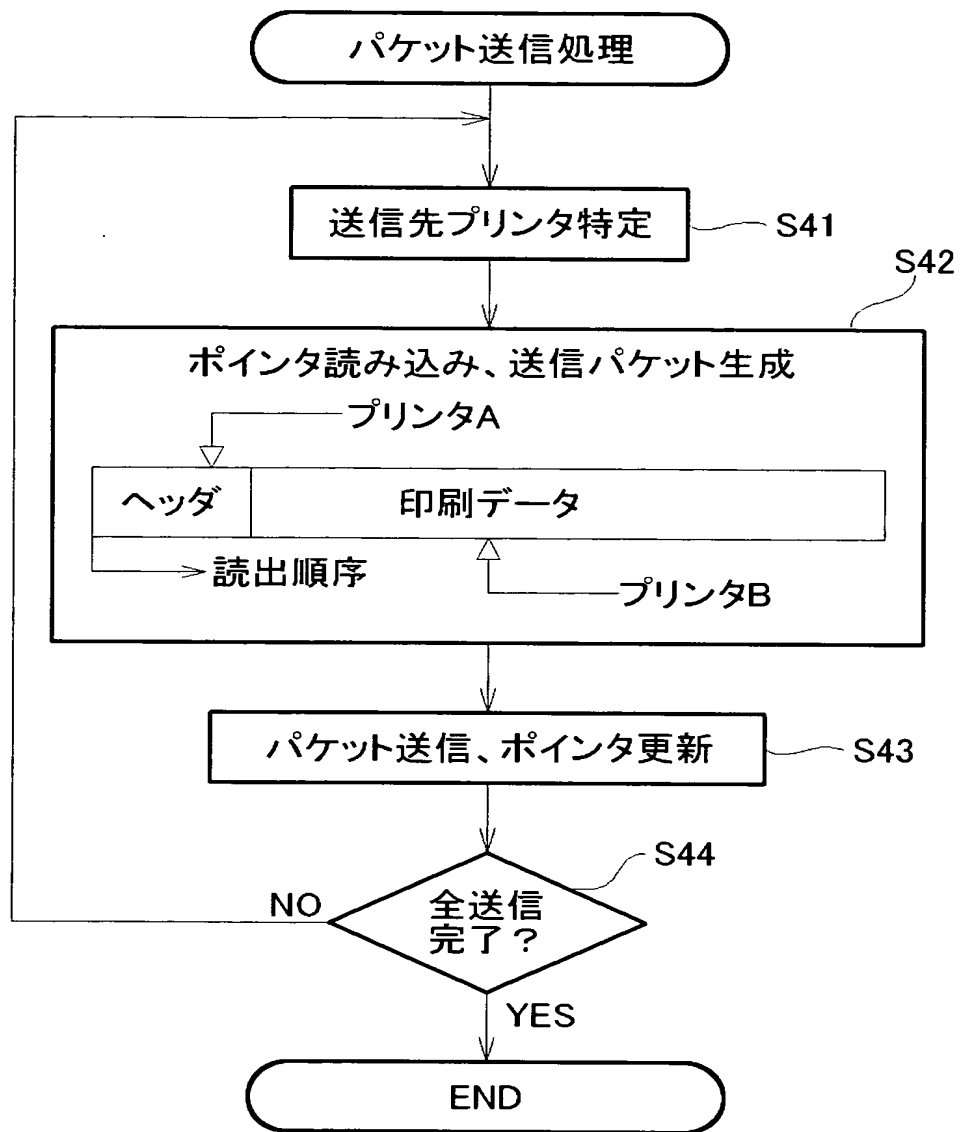 パケット送信処理
送信先プリンタ特定
S41
S42
ポインタ読み込み、送信パケット生成
プリンタA
ヘッダ
印刷データ
読出順序
プリンタB
パケット送信、ポインタ更新
S43
S44
全送信
完了？
NO
YES
END